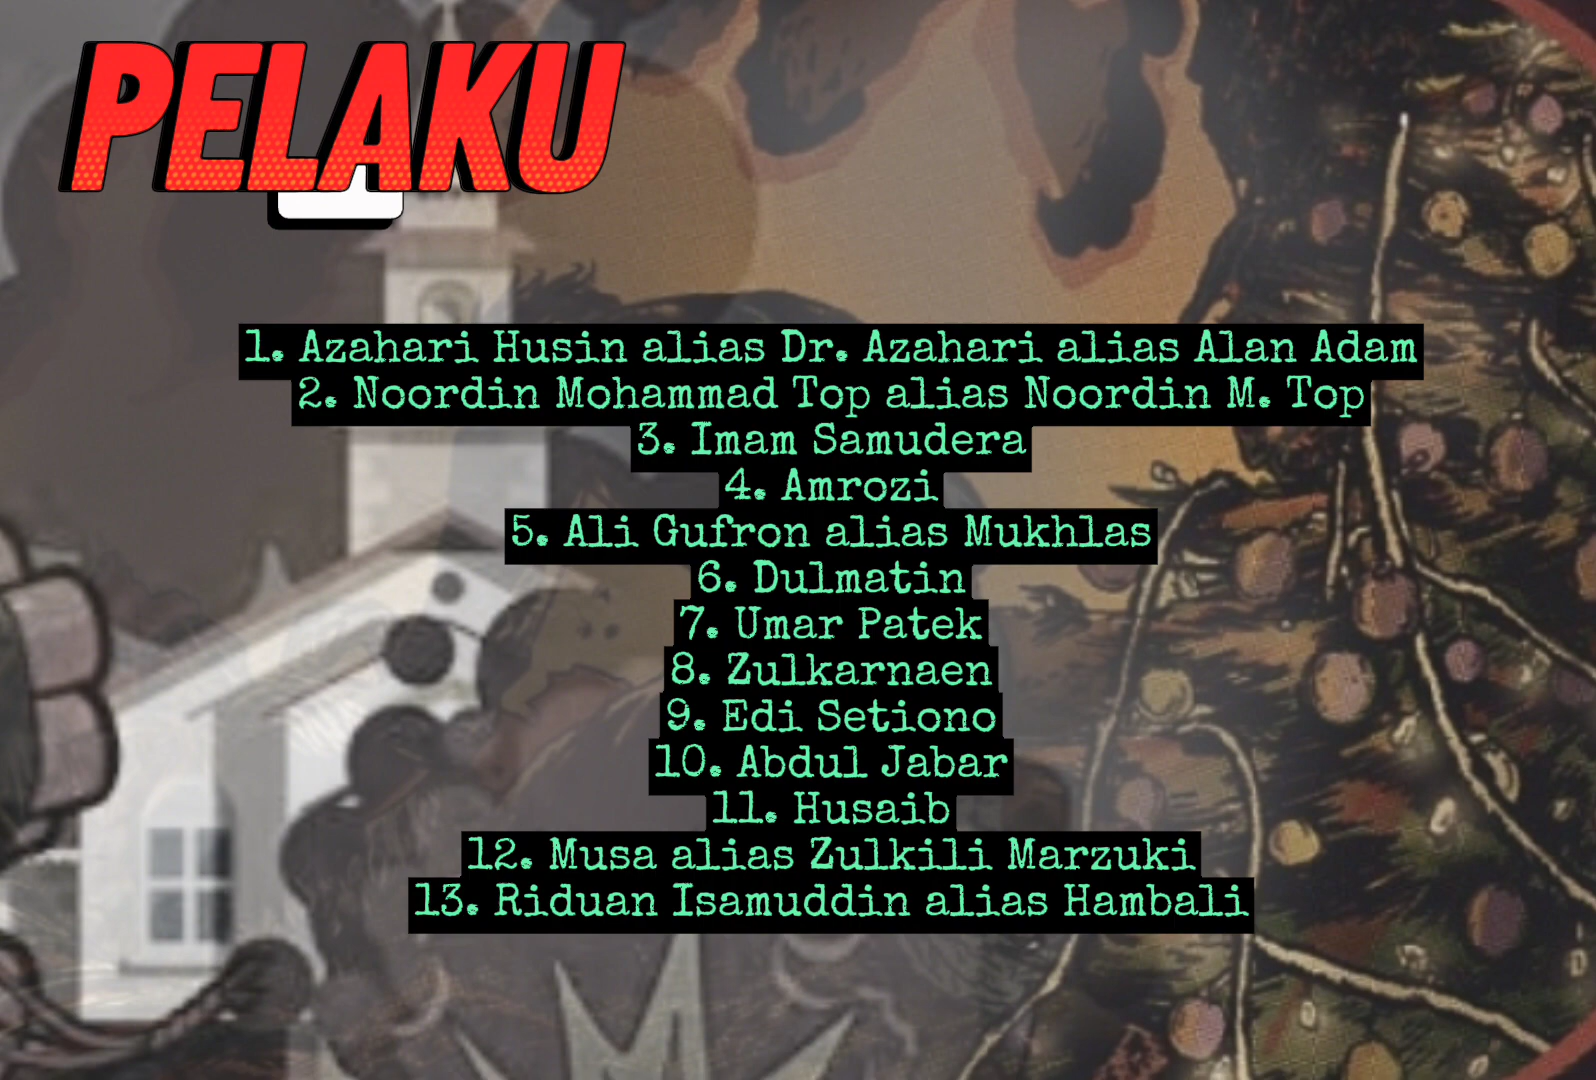 PELAKU
1. Azahari Husin alias Dr. Azahari alias Alan Adam
2. Noordin Mohammad Top alias Noordin M. Top
3. Imam Samudera
4. Amrozi
5. Ali Gufron alias Mukhlas
6. Dulmatin
7. Umar Patek
8. Zulkarnaen
9. Edi Setiono
10. Abdul Jabar
11. Husaib
12. Musa alias Zulkili Marzuki
13. Riduan Isamuddin alias Hambali